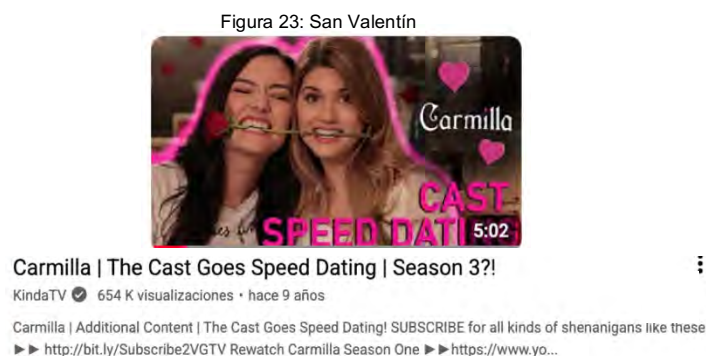 Figura 23: San Valentín
Carmilla
CAST
SPEED DATI
5:02
Carmilla | The Cast Goes Speed Dating | Season 3?!
KindaTV 654 K visualizaciones • hace 9 años
Carmilla | Additional Content | The Cast Goes Speed Dating! SUBSCRIBE for all kinds of shenanigans like these
►► http://bit.ly/Subscribe2VGTV Rewatch Carmilla Season One ►►https://www.yo...